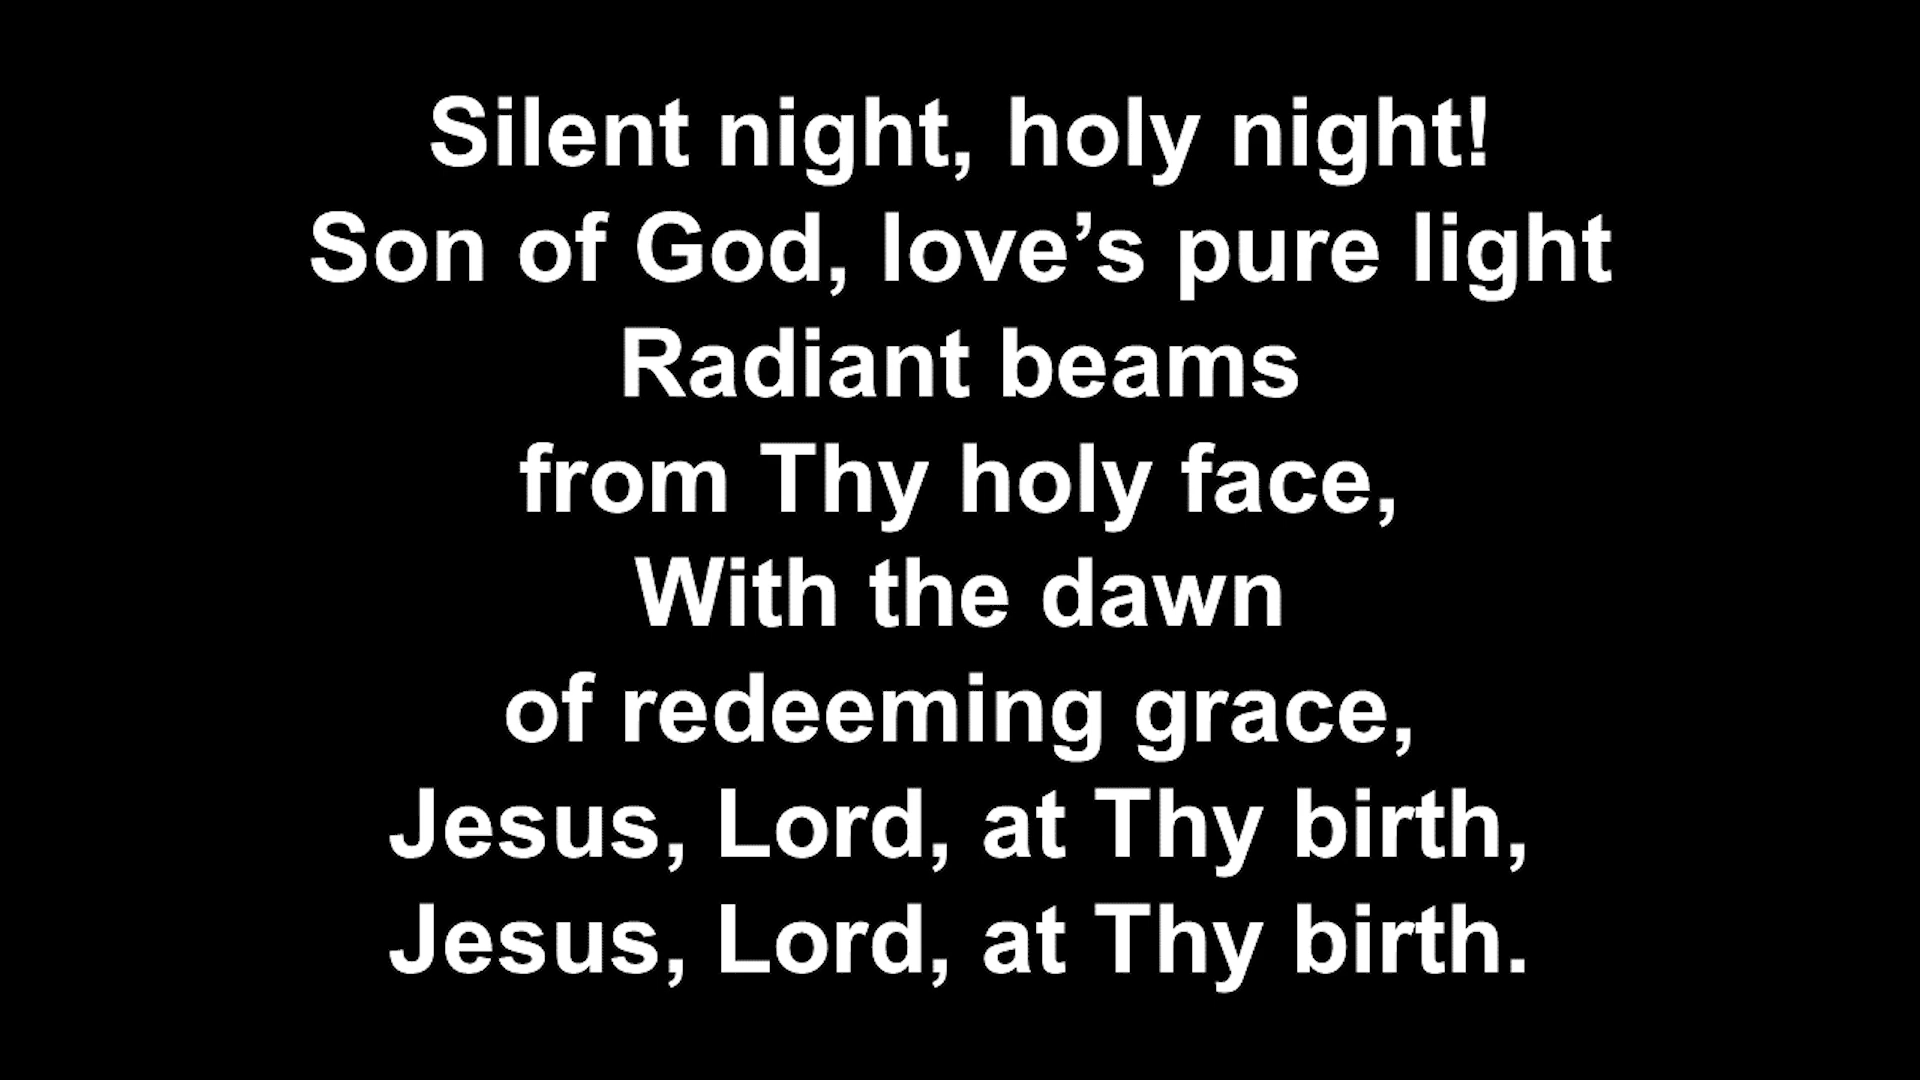 Silent night, holy night!
Son of God, love’s pure light
Radiant beams
from Thy holy face,
With the dawn
of redeeming grace,
Jesus, Lord, at Thy birth,
Jesus, Lord, at Thy birth.